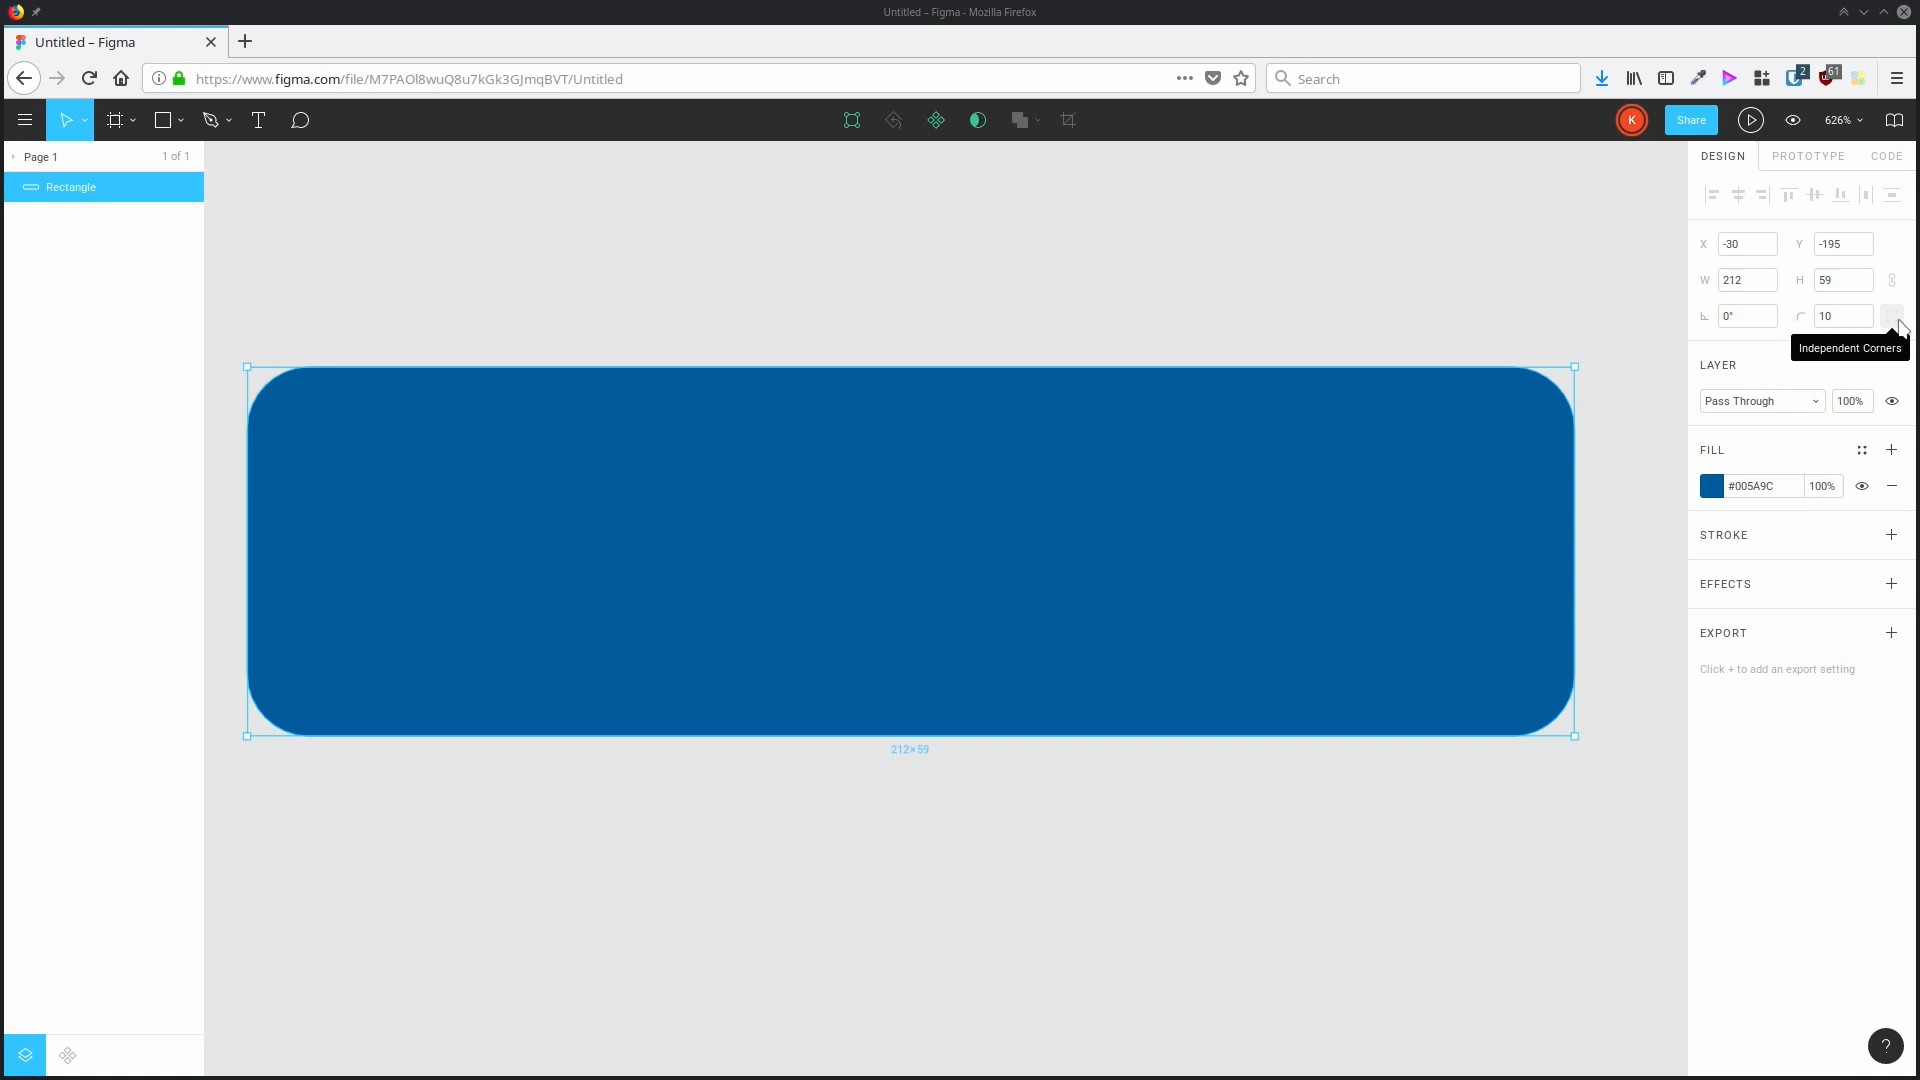 Untitled – Figma - Mozilla Firefox
Untitled – Figma
https://www.figma.com/file/M7PAOl8wuQ8u7kGk3GJmqBVT/Untitled
Search
2
61
K
Share
626%
Page 1
1 of 1
DESIGN
PROTOTYPE
CODE
Rectangle
X
-30
Y
-195
W
212
H
59
0°
10
Independent Corners
LAYER
Pass Through
100%
FILL
#005A9C
100%
STROKE
EFFECTS
EXPORT
Click + to add an export setting
212×59
?